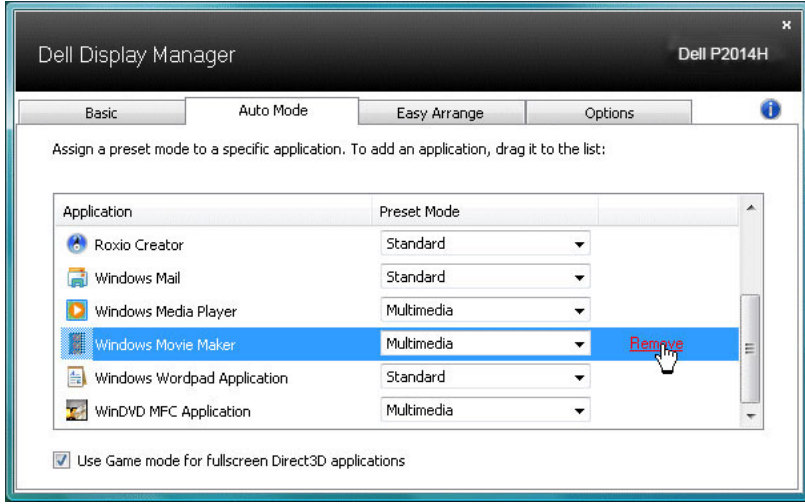 x
Dell Display Manager
Dell P2014H
Basic Auto Mode Easy Arrange Options
Assign a preset mode to a specific application. To add an application, drag it to the list:
Application Preset Mode
Roxio Creator Standard
Windows Mail Standard
Windows Media Player Multimedia
Windows Movie Maker Multimedia Remove
Windows Wordpad Application Standard
WinDVD MFC Application Multimedia
Use Game mode for fullscreen Direct3D applications